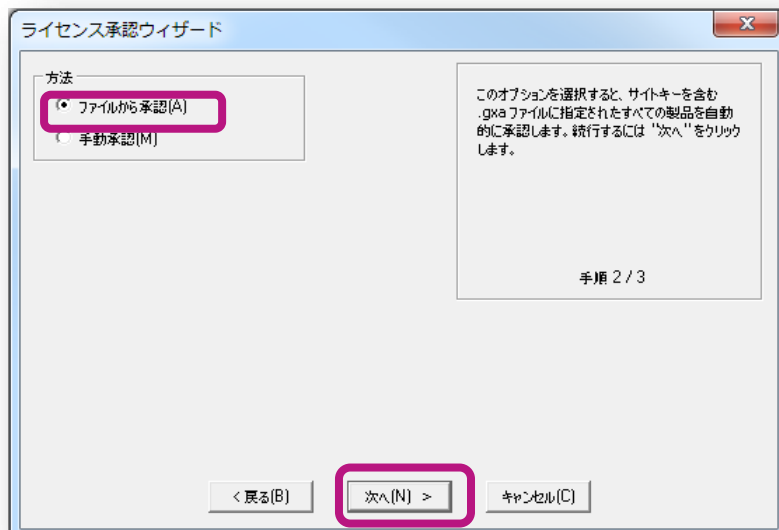 ライセンス承認ウィザード
方法
ファイルから承認(A)
手動承認(M)
このオプションを選択すると、サイトキーを含む
.gxa ファイルに指定されたすべての製品を自動
的に承認します。続行するには "次へ" をクリック
します。
手順 2 / 3
< 戻る(B)
次へ(N) >
キャンセル(C)